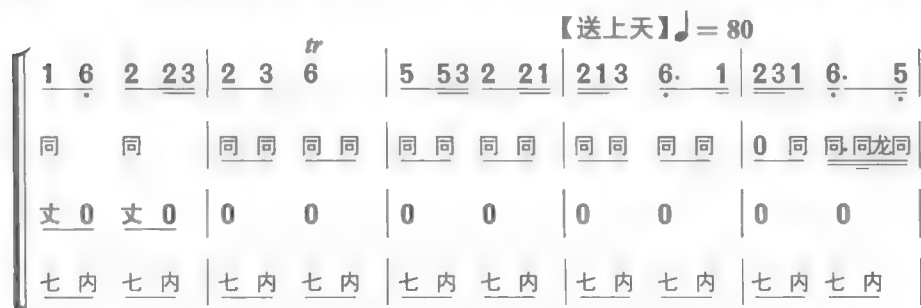 【送上天】♩= 80
tr
1 6̣ 2 23 | 2 3 6 | 5 53 2 21 | 213 6̣. 1 | 231 6̣. 5̣ |
同 同 | 同 同 同 同 | 同 同 同 同 | 同 同 同 同 | 0 同 同.同龙同 |
丈 0 丈 0 | 0 0 | 0 0 | 0 0 | 0 0 |
七 内 七 内 | 七 内 七 内 | 七 内 七 内 | 七 内 七 内 | 七 内 七 内 |